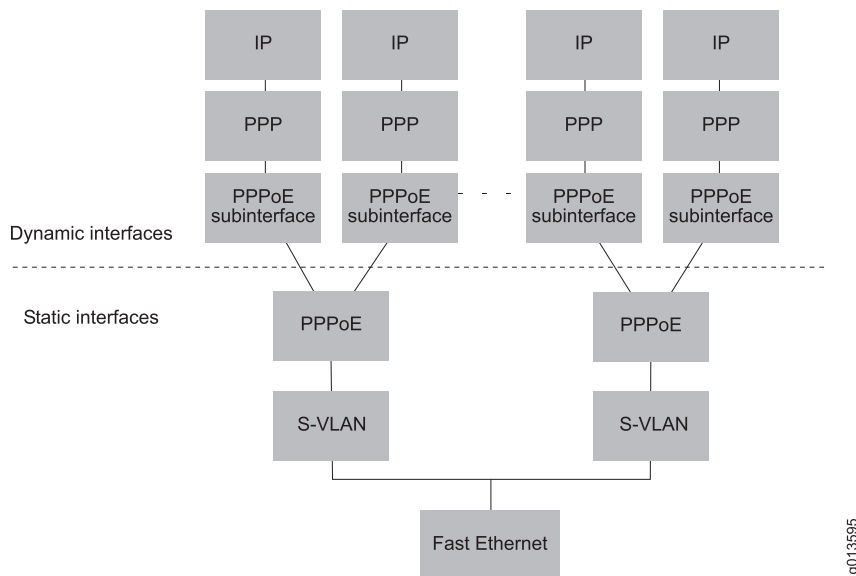 IP IP IP IP
PPP PPP PPP PPP
PPPoE PPPoE PPPoE PPPoE
subinterface subinterface subinterface subinterface
Dynamic interfaces
Static interfaces
PPPoE PPPoE
S-VLAN S-VLAN
Fast Ethernet
g013595